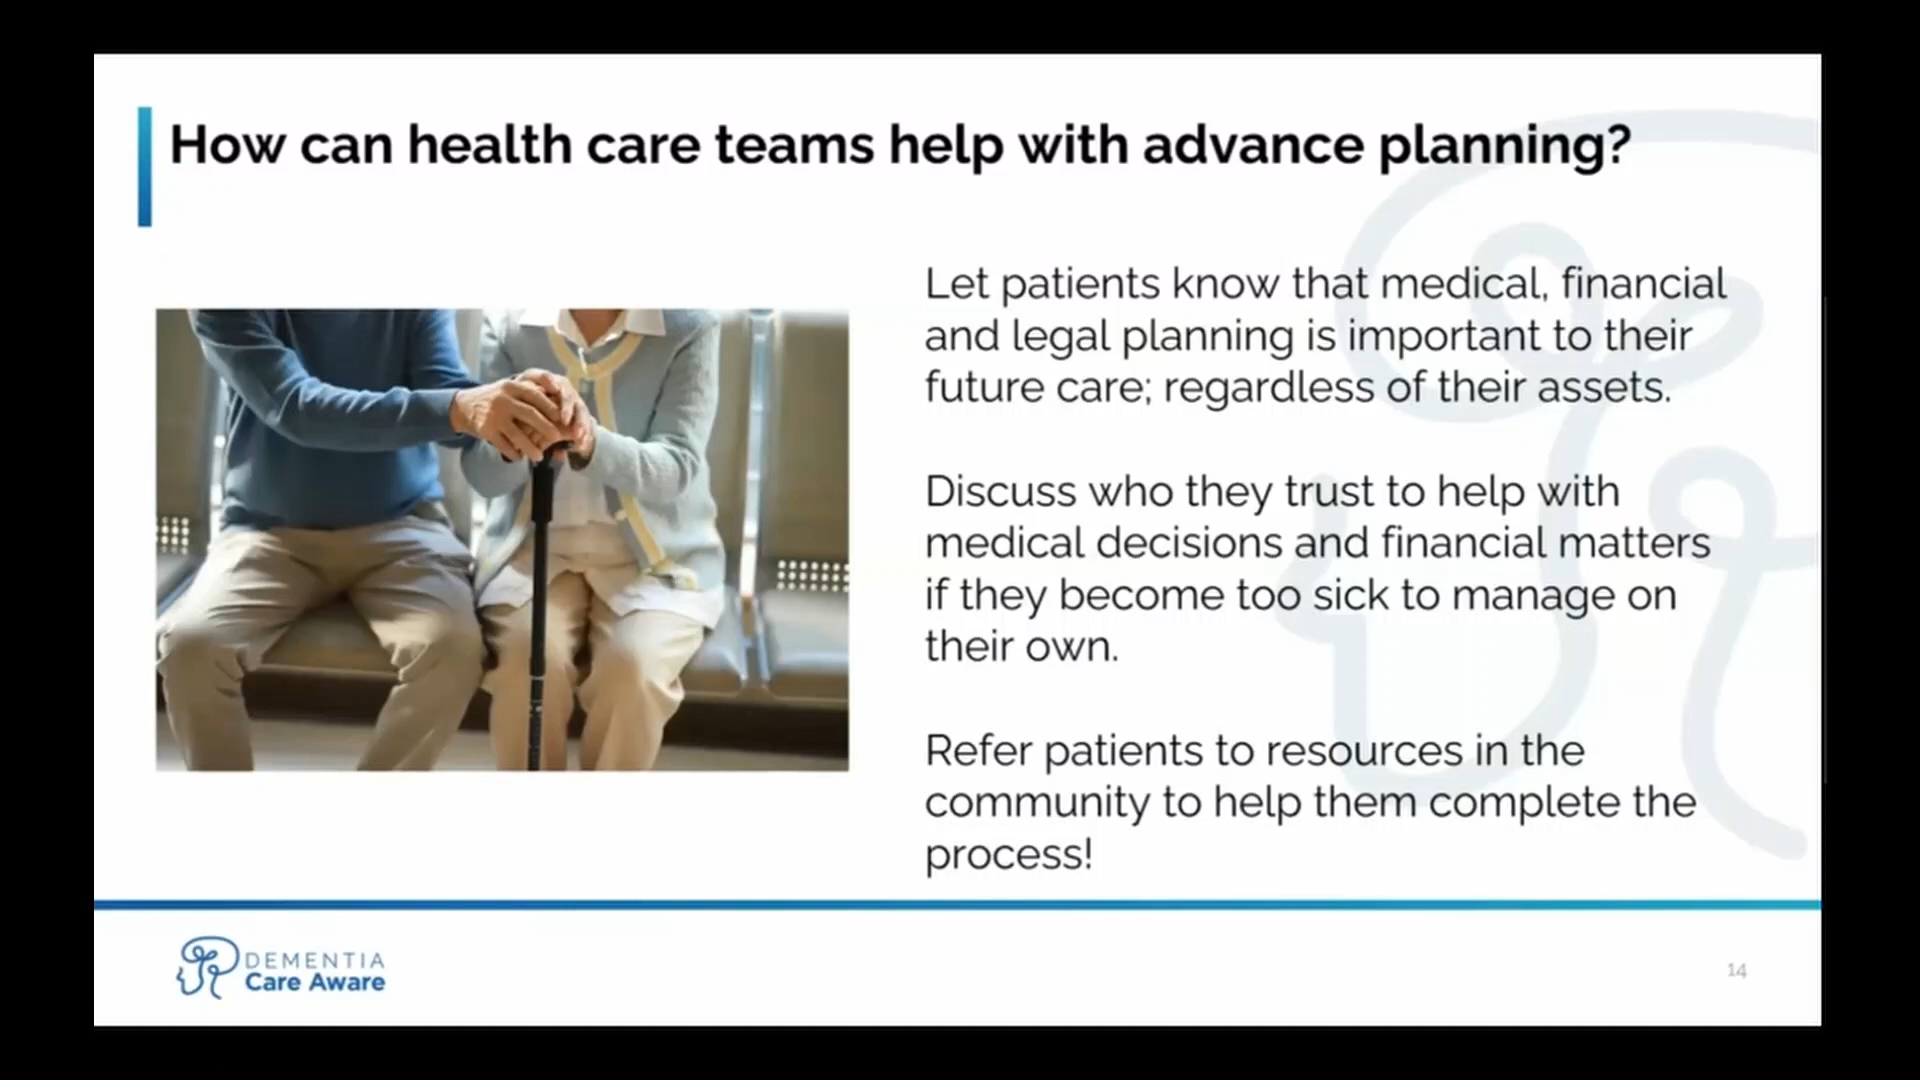 How can health care teams help with advance planning?
Let patients know that medical, financial
and legal planning is important to their
future care; regardless of their assets.
Discuss who they trust to help with
medical decisions and financial matters
if they become too sick to manage on
their own.
Refer patients to resources in the
community to help them complete the
process!
DEMENTIA
Care Aware
14